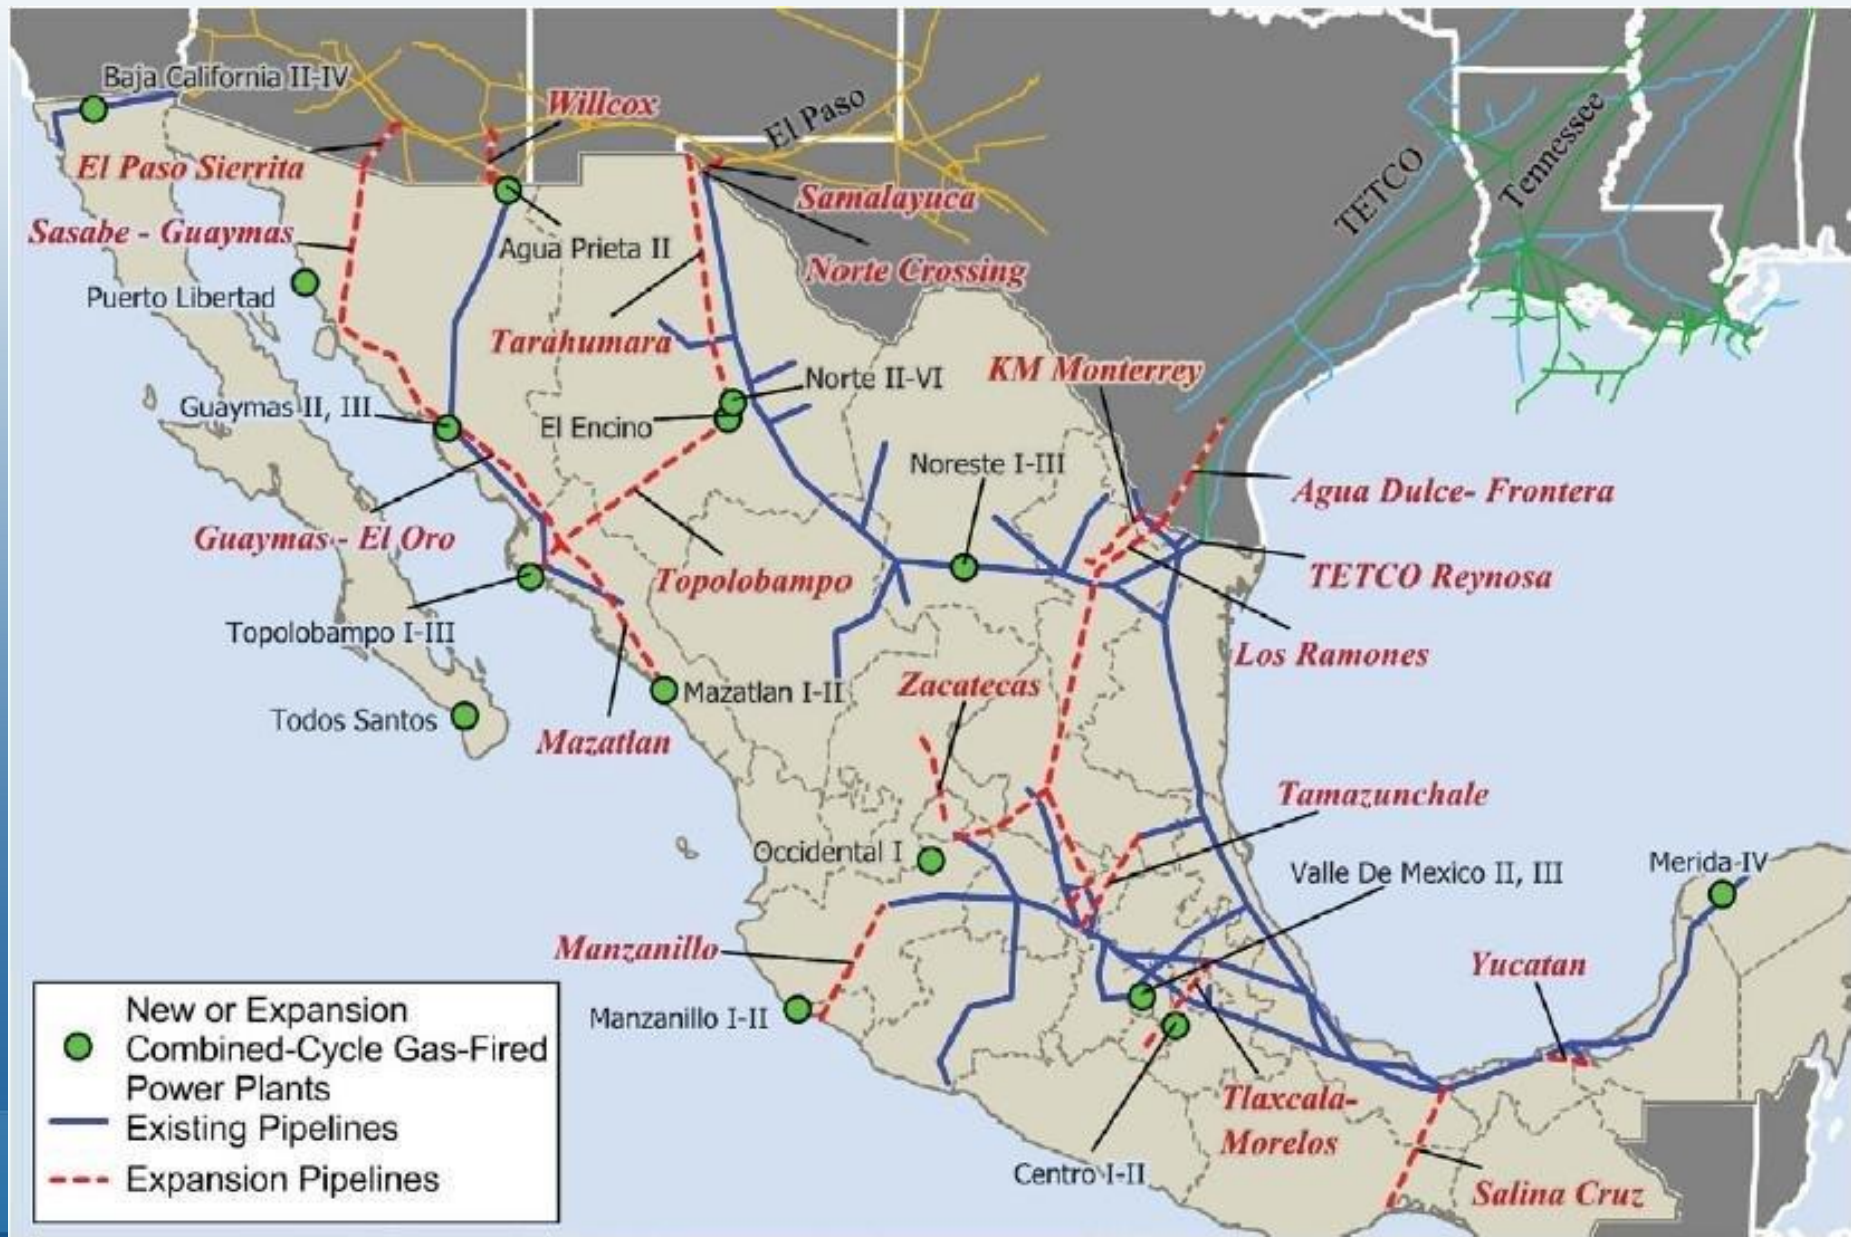 Baja California II-IV
Willcox
El Paso
El Paso Sierrita
Samalayuca
Sasabe - Guaymas
Agua Prieta II
Norte Crossing
Puerto Libertad
Tarahumara
TETCO
Tennessee
KM Monterrey
Norte II-VI
Guaymas II, III
El Encino
Noreste I-III
Agua Dulce- Frontera
Guaymas - El Oro
Topolobampo
TETCO Reynosa
Topolobampo I-III
Los Ramones
Zacatecas
Mazatlan I-II
Todos Santos
Mazatlan
Tamazunchale
Occidental I
Valle De Mexico II, III
Merida-IV
Manzanillo
Yucatan
Manzanillo I-II
Tlaxcala-
Morelos
Centro I-II
Salina Cruz
New or Expansion
Combined-Cycle Gas-Fired
Power Plants
Existing Pipelines
Expansion Pipelines